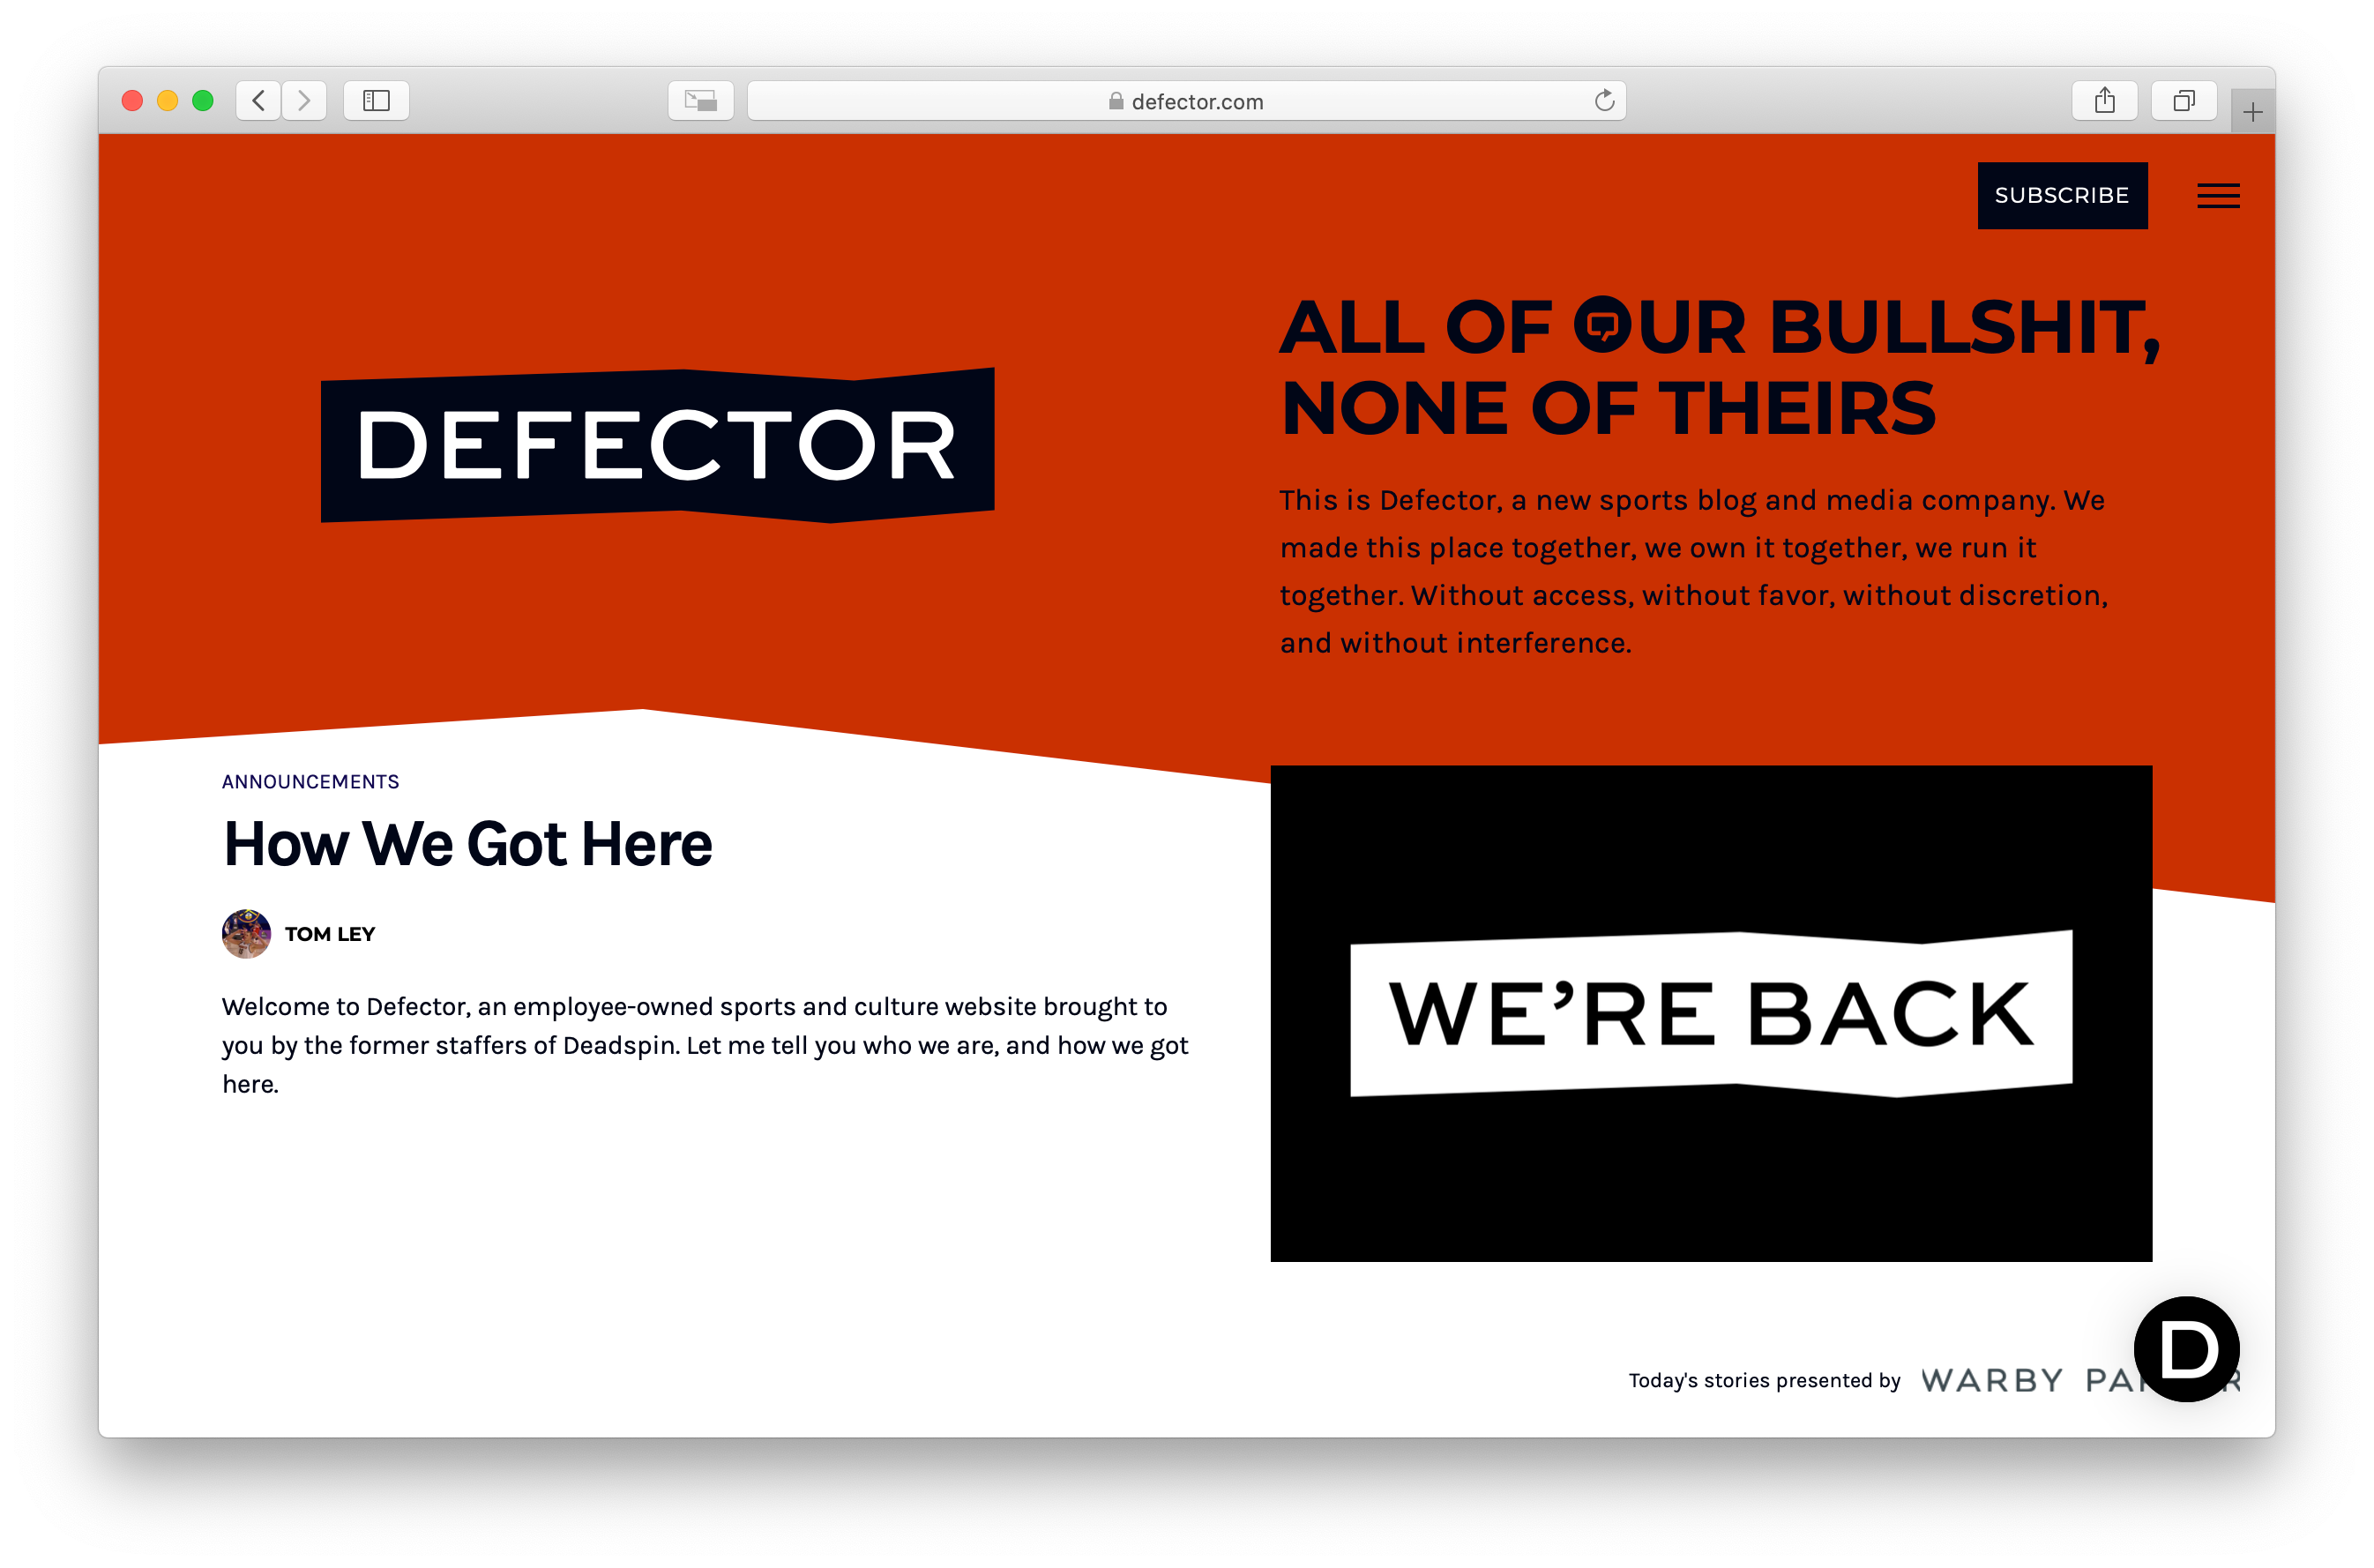 defector.com
SUBSCRIBE
DEFECTOR
ALL OF OUR BULLSHIT,
NONE OF THEIRS
This is Defector, a new sports blog and media company. We
made this place together, we own it together, we run it
together. Without access, without favor, without discretion,
and without interference.
ANNOUNCEMENTS
How We Got Here
TOM LEY
Welcome to Defector, an employee-owned sports and culture website brought to
you by the former staffers of Deadspin. Let me tell you who we are, and how we got
here.
WE’RE BACK
Today's stories presented by WARBY
D